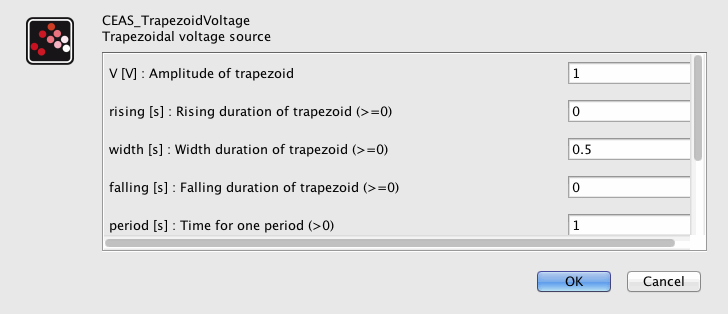 CEAS_TrapezoidVoltage
Trapezoidal voltage source
V [V] : Amplitude of trapezoid 1
rising [s] : Rising duration of trapezoid (>=0) 0
width [s] : Width duration of trapezoid (>=0) 0.5
falling [s] : Falling duration of trapezoid (>=0) 0
period [s] : Time for one period (>0) 1
OK Cancel